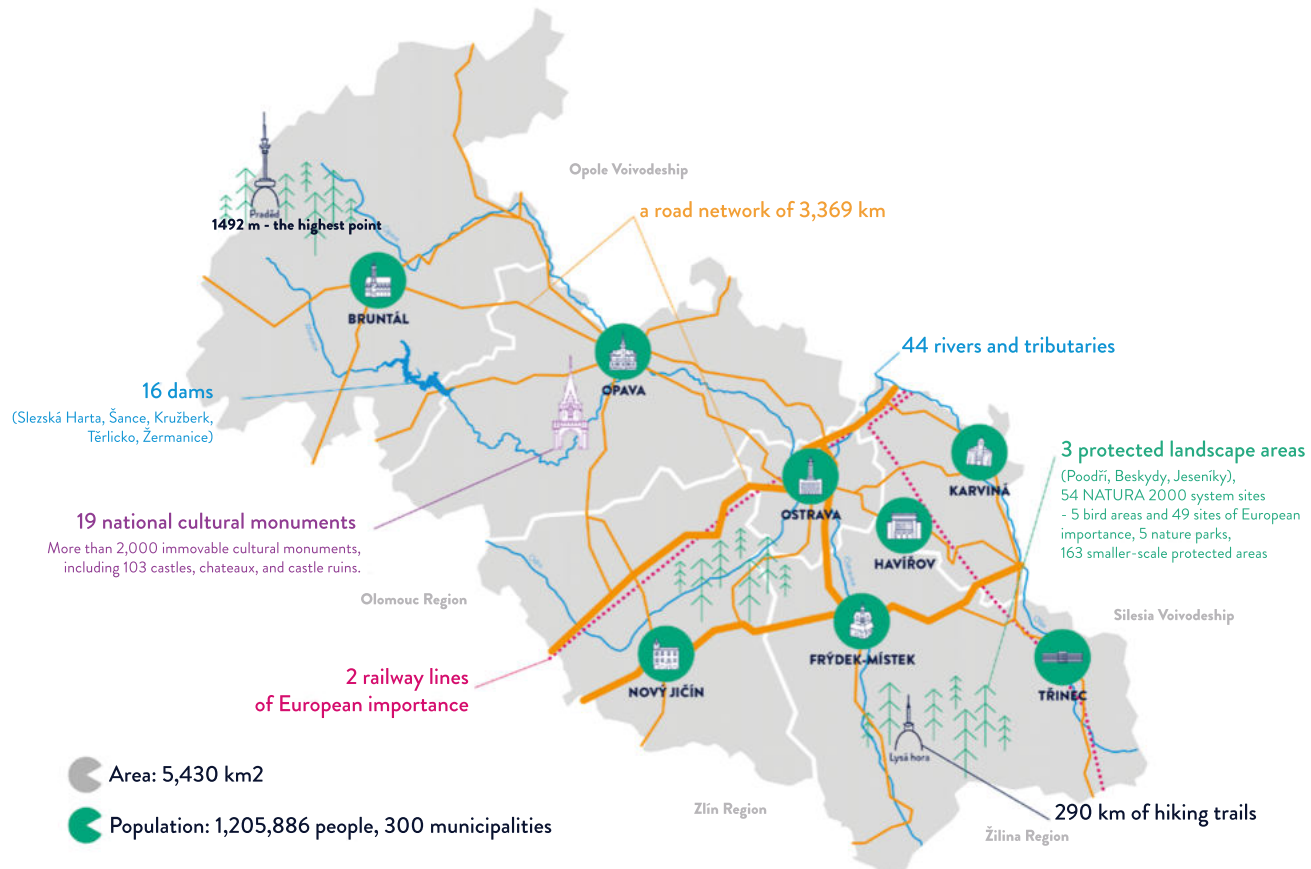 Opole Voivodeship
a road network of 3,369 km
Praděd
1492 m - the highest point
BRUNTÁL
OPAVA
44 rivers and tributaries
16 dams
(Slezská Harta, Šance, Kružberk,
Těrlicko, Žermanice)
3 protected landscape areas
(Poodří, Beskydy, Jeseníky),
54 NATURA 2000 system sites
- 5 bird areas and 49 sites of European
importance, 5 nature parks,
163 smaller-scale protected areas
KARVINÁ
OSTRAVA
HAVÍŘOV
19 national cultural monuments
More than 2,000 immovable cultural monuments,
including 103 castles, chateaux, and castle ruins.
Olomouc Region
Silesia Voivodeship
FRÝDEK-MÍSTEK
NOVÝ JIČÍN
TŘINEC
2 railway lines
of European importance
Lysá hora
Area: 5,430 km2
Population: 1,205,886 people, 300 municipalities
Zlín Region
290 km of hiking trails
Žilina Region